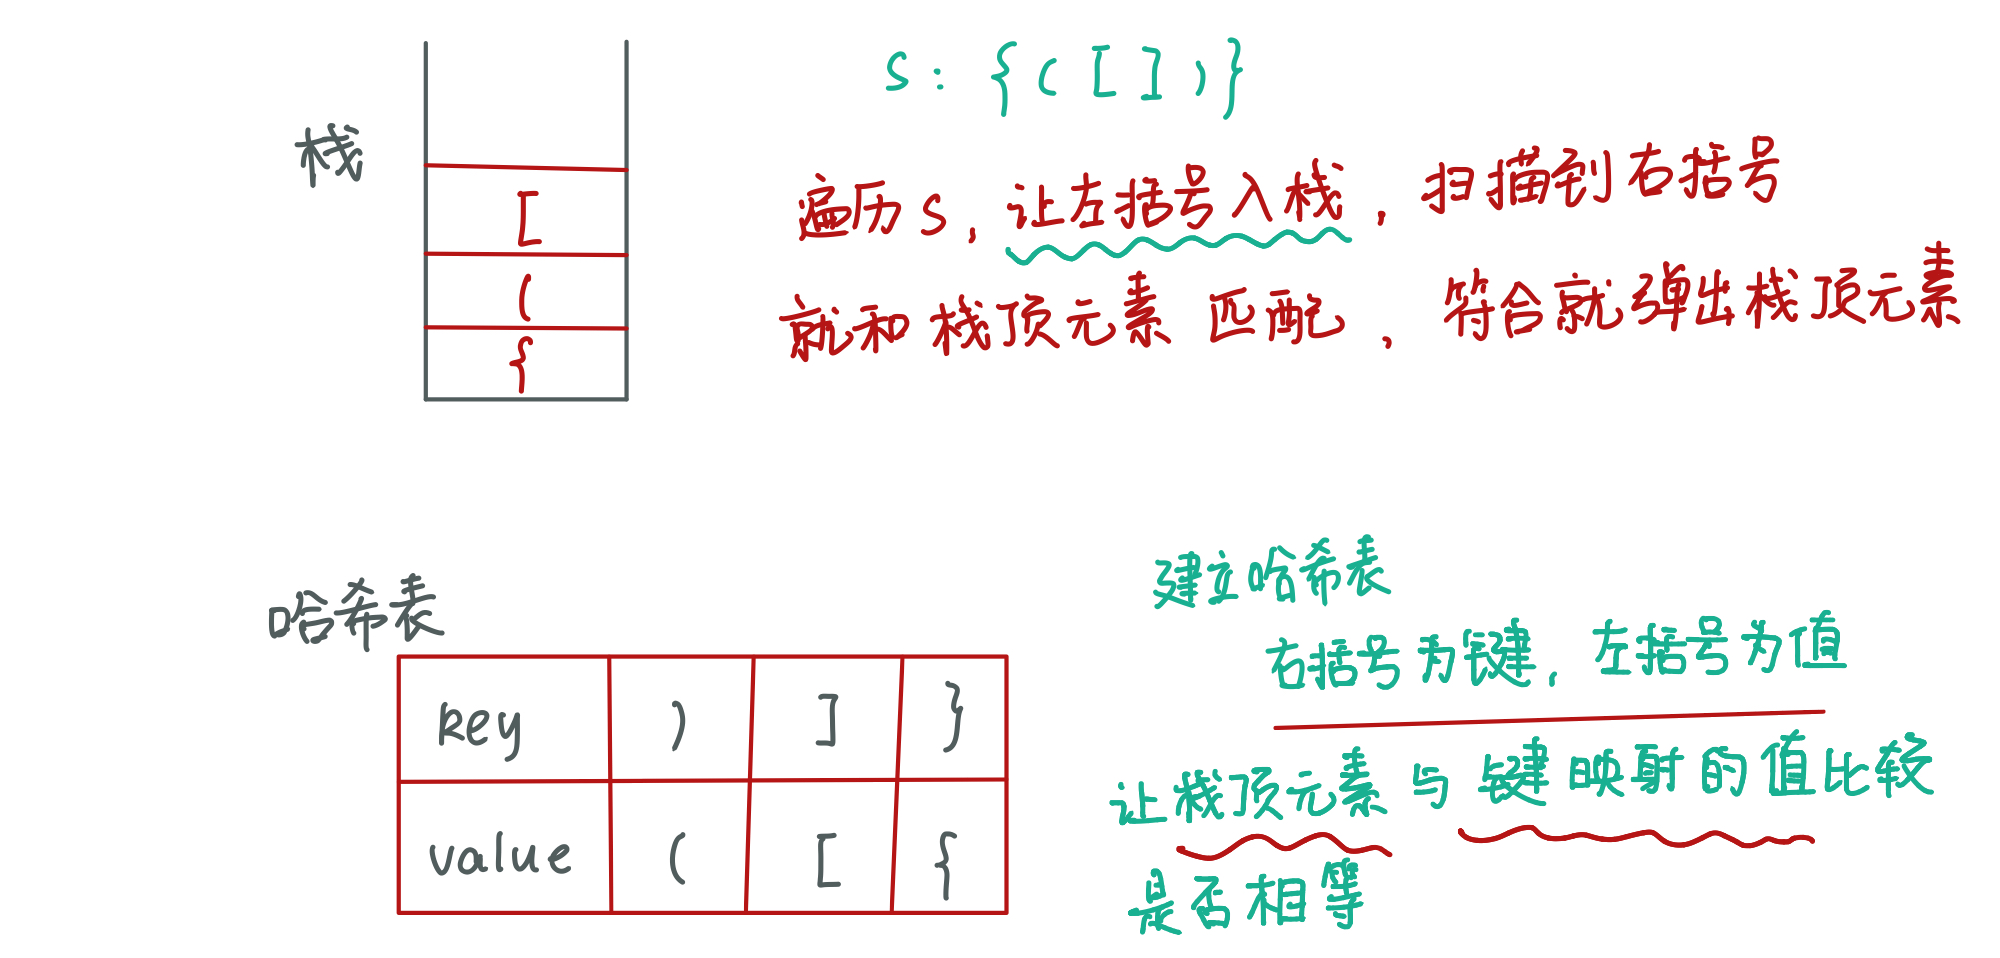 s: {([])}
栈
遍历s,让左括号入栈,扫描到右括号
就和栈顶元素匹配,符合就弹出栈顶元素
[
(
{
建立哈希表
哈希表
右括号为键,左括号为值
key ) ] }
让栈顶元素与键映射的值比较
value ( [ {
是否相等